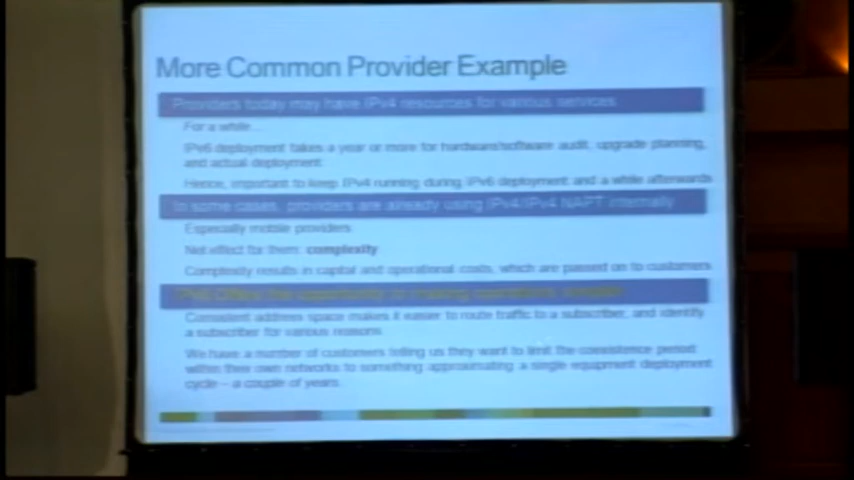 More Common Provider Example
Providers today may have IPv4 resources for various services
For a while...
IPv6 deployment takes a year or more for hardware/software audit, upgrade planning,
and actual deployment
Hence, important to keep IPv4 running during IPv6 deployment and a while afterwards
In some cases, providers are already using IPv4/IPv4 NAPT internally
Especially mobile providers
Net effect for them: complexity
Complexity results in capital and operational costs, which are passed on to customers
IPv6 Offers the opportunity
Consistent address space makes it easier to route traffic to a subscriber, and identify
a subscriber for various reasons
We have a number of customers telling us they want to limit the coexistence period
within their own networks to something approximating a single equipment deployment
cycle – a couple of years.